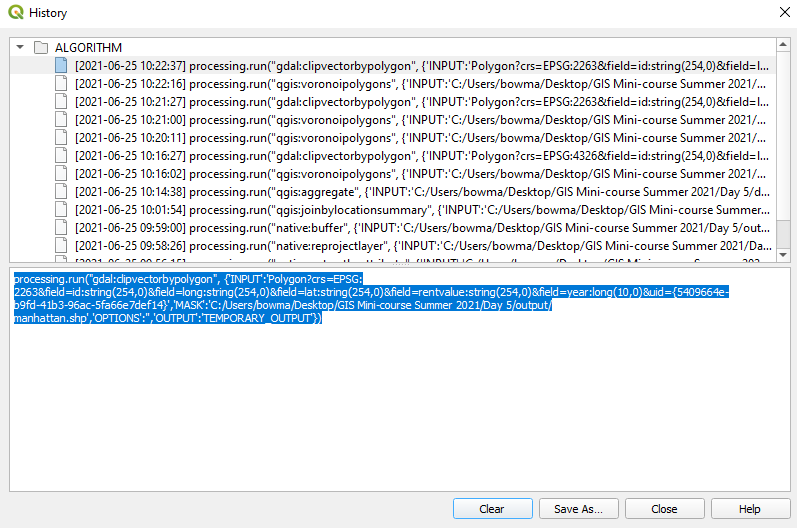 History
ALGORITHM
[2021-06-25 10:22:37] processing.run("gdal:clipvectorbypolygon", {'INPUT':'Polygon?crs=EPSG:2263&field=id:string(254,0)&field=l...
[2021-06-25 10:22:16] processing.run("qgis:voronoipolygons", {'INPUT':'C:/Users/bowma/Desktop/GIS Mini-course Summer 2021/...
[2021-06-25 10:21:27] processing.run("gdal:clipvectorbypolygon", {'INPUT':'Polygon?crs=EPSG:2263&field=id:string(254,0)&field=l...
[2021-06-25 10:21:00] processing.run("qgis:voronoipolygons", {'INPUT':'C:/Users/bowma/Desktop/GIS Mini-course Summer 2021/...
[2021-06-25 10:20:11] processing.run("qgis:voronoipolygons", {'INPUT':'C:/Users/bowma/Desktop/GIS Mini-course Summer 2021/...
[2021-06-25 10:16:27] processing.run("gdal:clipvectorbypolygon", {'INPUT':'Polygon?crs=EPSG:4326&field=id:string(254,0)&field=l...
[2021-06-25 10:16:02] processing.run("qgis:voronoipolygons", {'INPUT':'C:/Users/bowma/Desktop/GIS Mini-course Summer 2021/...
[2021-06-25 10:14:38] processing.run("qgis:aggregate", {'INPUT':'C:/Users/bowma/Desktop/GIS Mini-course Summer 2021/Day 5/d...
[2021-06-25 10:01:54] processing.run("qgis:joinbylocationsummary", {'INPUT':'C:/Users/bowma/Desktop/GIS Mini-course Summer...
[2021-06-25 09:59:00] processing.run("native:buffer", {'INPUT':'C:/Users/bowma/Desktop/GIS Mini-course Summer 2021/Day 5/out...
[2021-06-25 09:58:26] processing.run("native:reprojectlayer", {'INPUT':'C:/Users/bowma/Desktop/GIS Mini-course Summer 2021/Da...
processing.run("gdal:clipvectorbypolygon", {'INPUT':'Polygon?crs=EPSG:
2263&field=id:string(254,0)&field=long:string(254,0)&field=lat:string(254,0)&field=rentvalue:string(254,0)&field=year:long(10,0)&uid={5409664e-
b9fd-41b3-96ac-5fa66e7def14}','MASK':'C:/Users/bowma/Desktop/GIS Mini-course Summer 2021/Day 5/output/
manhattan.shp','OPTIONS':'','OUTPUT':'TEMPORARY_OUTPUT'})
Clear
Save As...
Close
Help